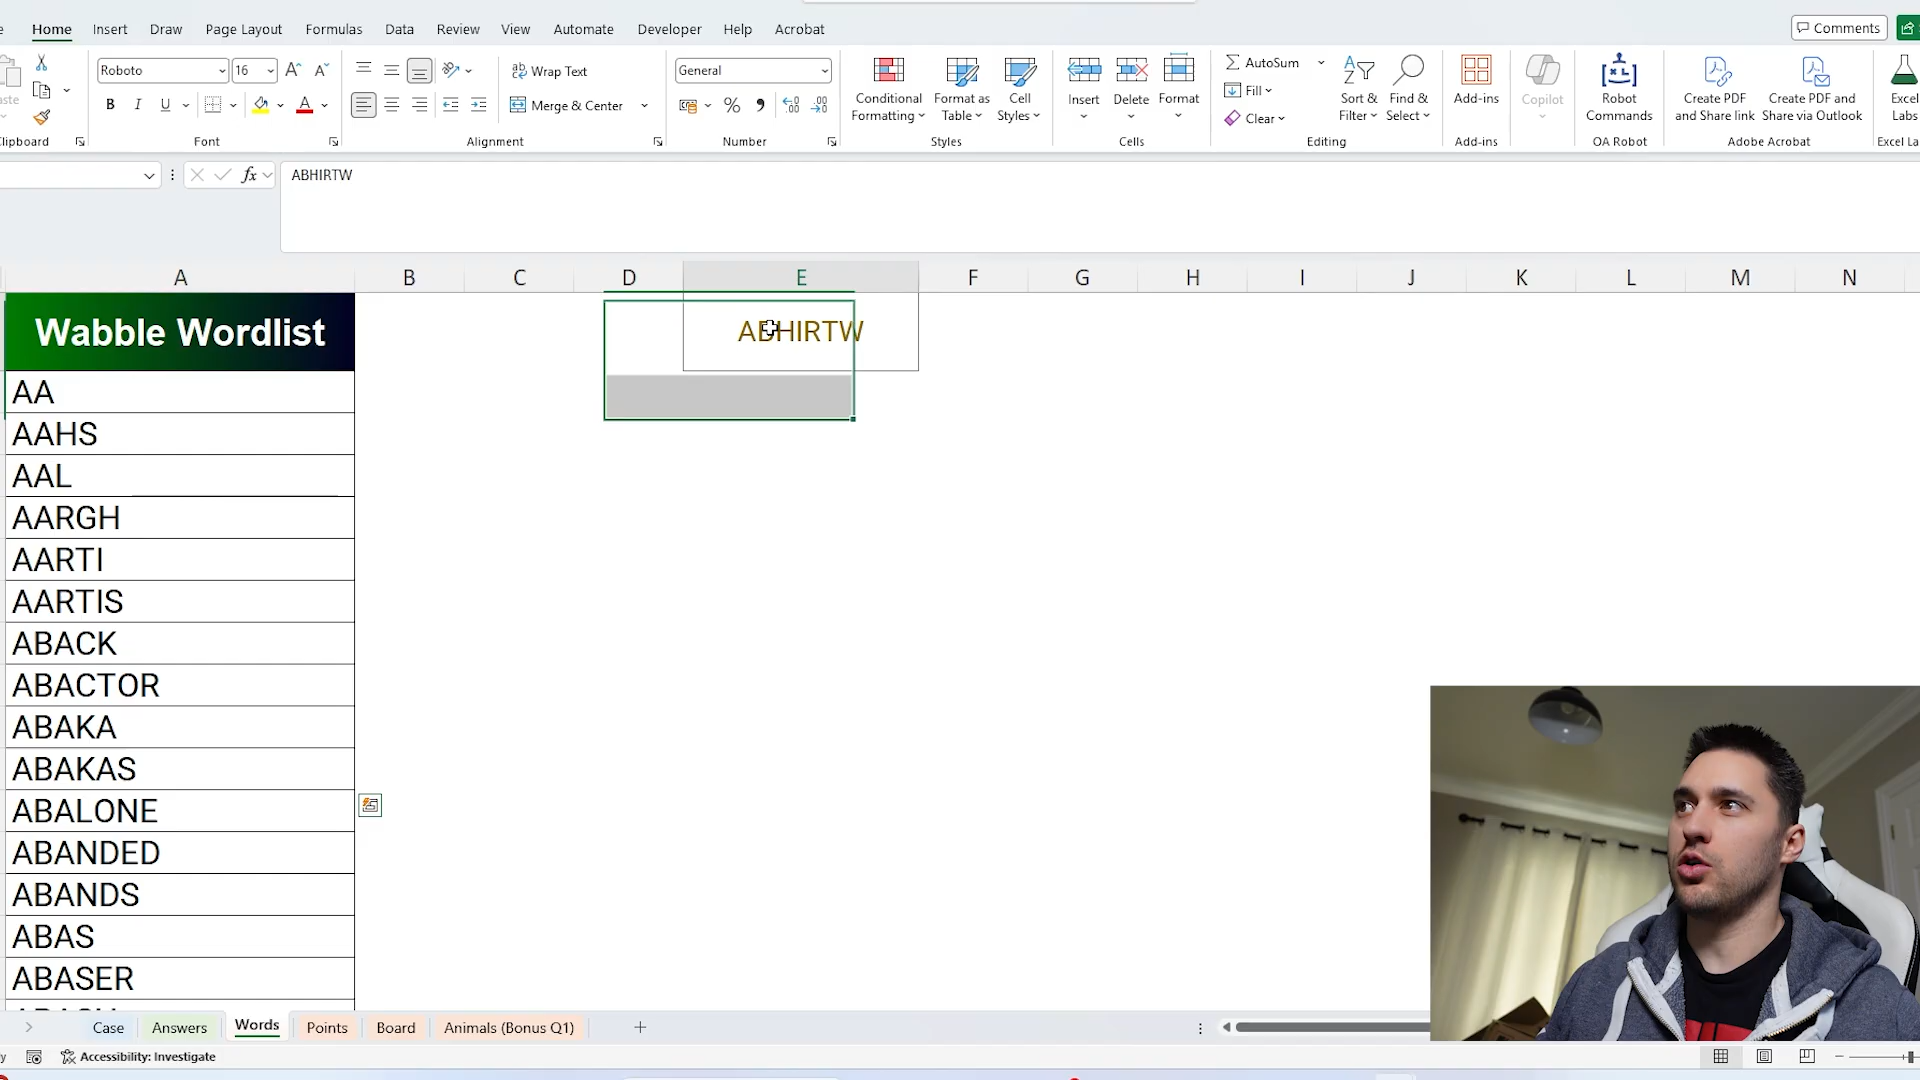 Home Insert Draw Page Layout Formulas Data Review View Automate Developer Help Acrobat
Comments
Roboto 16
Wrap Text
General
AutoSum
Fill
Clear
B I U
Merge & Center
Conditional Formatting
Format as Table
Cell Styles
Insert
Delete
Format
Sort & Filter
Find & Select
Add-ins
Copilot
Robot Commands
Create PDF and Share link
Create PDF and Share via Outlook
Excel Labs
Font
Alignment
Number
Styles
Cells
Editing
Add-ins
OA Robot
Adobe Acrobat
fx ABHIRTW
A B C D E F G H I J K L M N
Wabble Wordlist
ABHIRTW
AA
AAHS
AAL
AARGH
AARTI
AARTIS
ABACK
ABACTOR
ABAKA
ABAKAS
ABALONE
ABANDED
ABANDS
ABAS
ABASER
Case Answers Words Points Board Animals (Bonus Q1)
Accessibility: Investigate